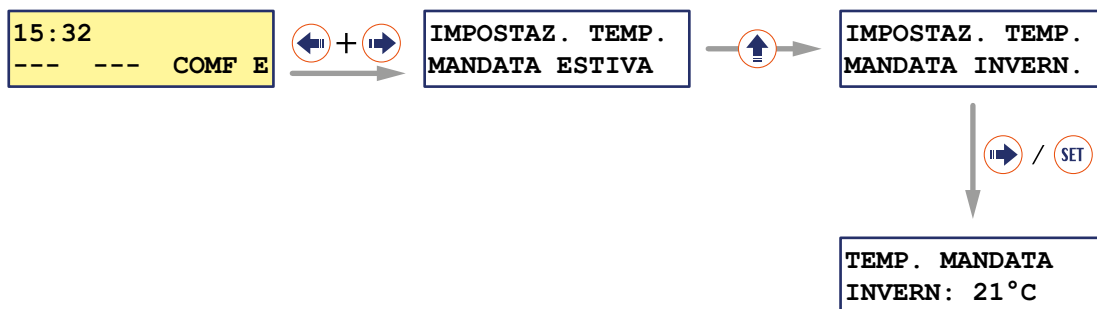 15:32
--- --- COMF E
+
IMPOSTAZ. TEMP.
MANDATA ESTIVA
IMPOSTAZ. TEMP.
MANDATA INVERN.
/ SET
TEMP. MANDATA
INVERN: 21°C